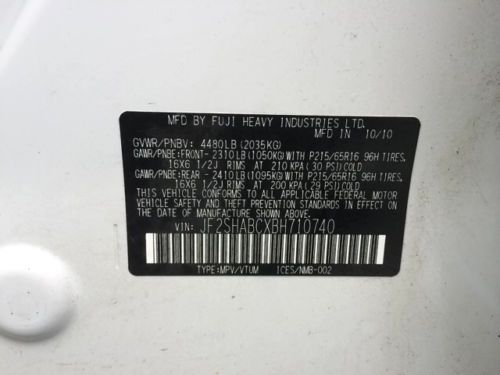 MFD BY FUJI HEAVY INDUSTRIES LTD.
MFD IN 10/10
GVWR/PNBV: 4480LB(2035KG)
GAWR/PNBE:FRONT- 2310LB(1050KG)WITH P215/65R16 96H TIRES,
16X6 1/2J RIMS AT 210 KPA(30 PSI)COLD
GAWR/PNBE:REAR - 2410LB(1095KG)WITH P215/65R16 96H TIRES,
16X6 1/2J RIMS AT 200 KPA(29 PSI)COLD
THIS VEHICLE CONFORMS TO ALL APPLICABLE FEDERAL MOTOR
VEHICLE SAFETY STANDARDS IN EFFECT ON THE DATE OF
MANUFACTURE SHOWN ABOVE.
VIN: JF2SHABCXBH710740
TYPE:MPV/VTUM ICES/NMB-002